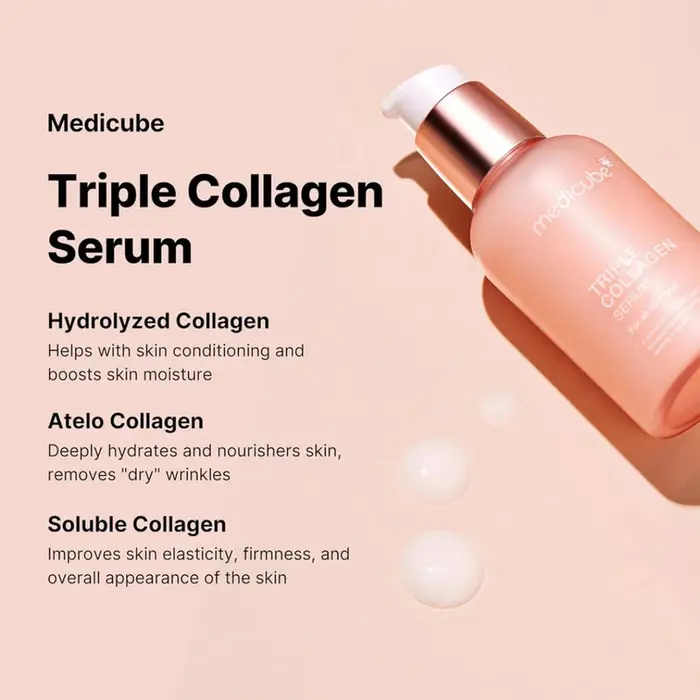 Medicube
Triple Collagen
Serum
Hydrolyzed Collagen
Helps with skin conditioning and
boosts skin moisture
Atelo Collagen
Deeply hydrates and nourishers skin,
removes "dry" wrinkles
Soluble Collagen
Improves skin elasticity, firmness, and
overall appearance of the skin
medicube
TRIPLE
COLLAGEN
SERUM